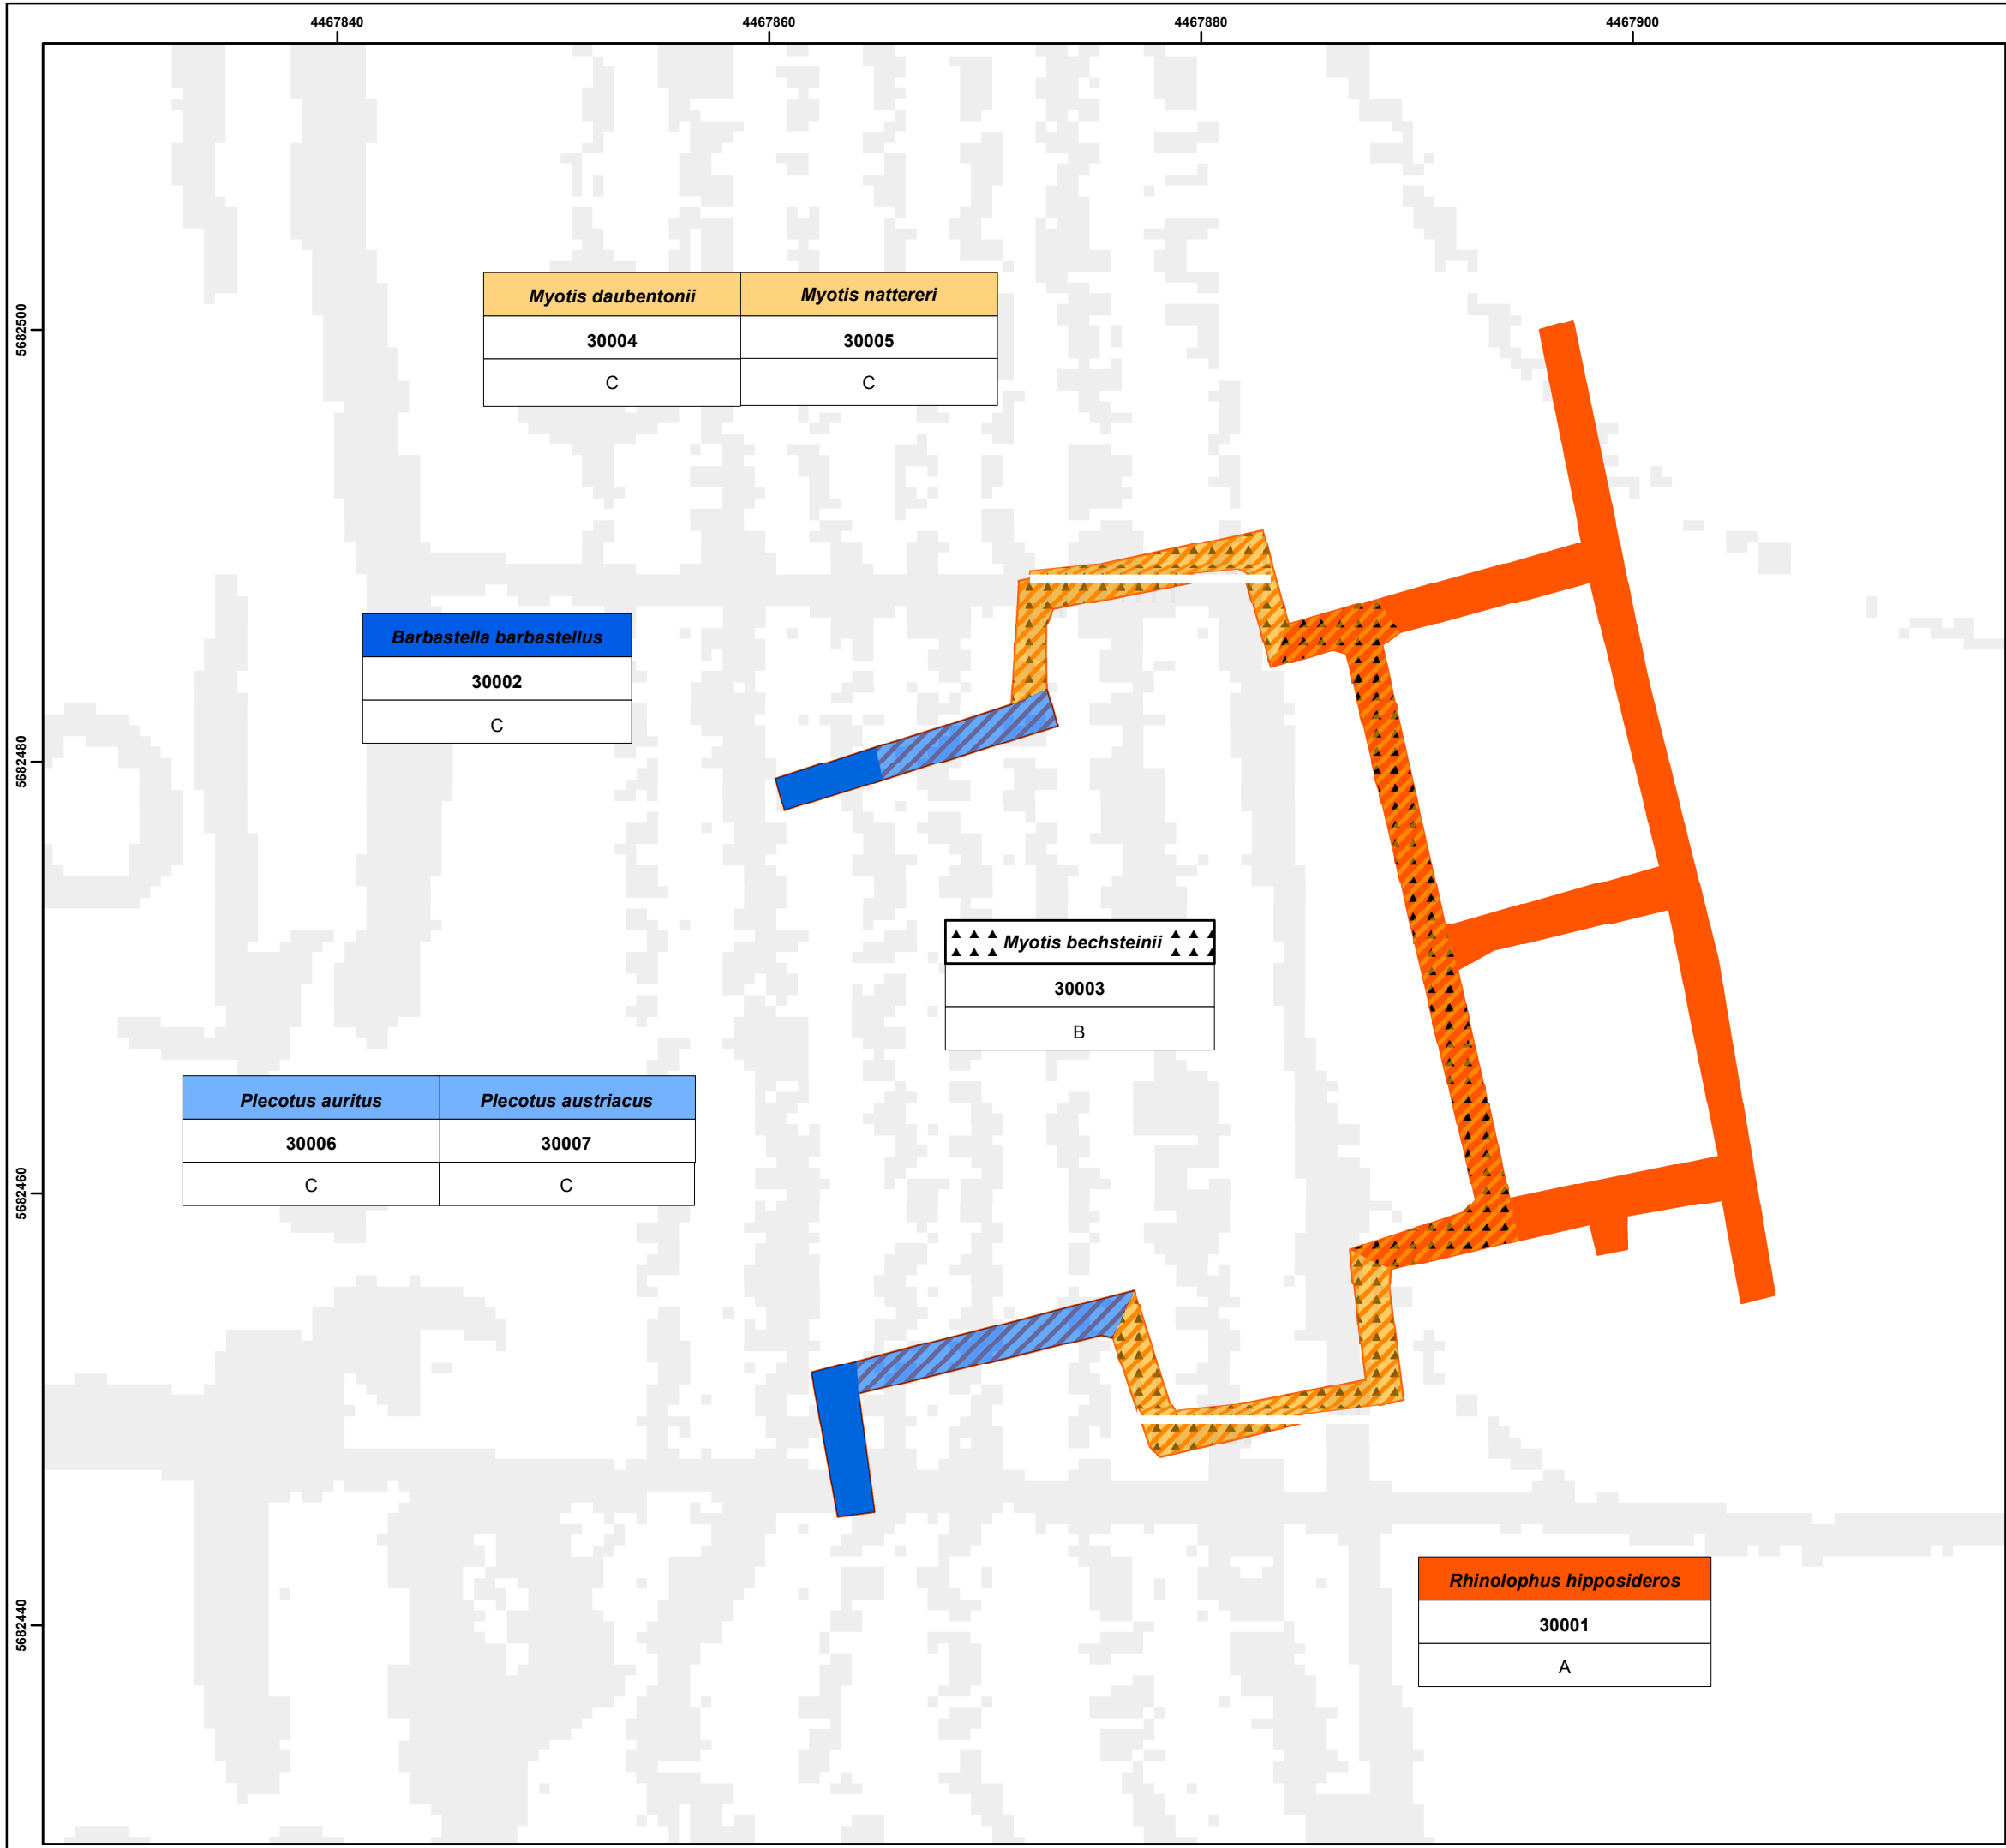 4467840 4467860 4467880 4467900
5682500
5682480
5682460
5682440
Myotis daubentonii Myotis nattereri
30004 30005
C C
Barbastella barbastellus
30002
C
Myotis bechsteinii
30003
B
Plecotus auritus Plecotus austriacus
30006 30007
C C
Rhinolophus hipposideros
30001
A